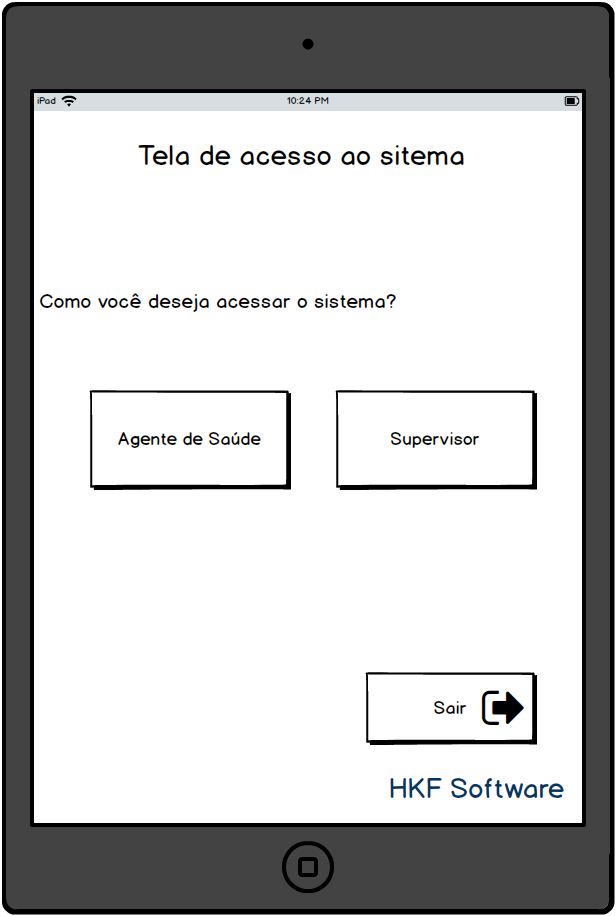 iPad
10:24 PM
Tela de acesso ao sitema
Como você deseja acessar o sistema?
Agente de Saúde
Supervisor
Sair
HKF Software